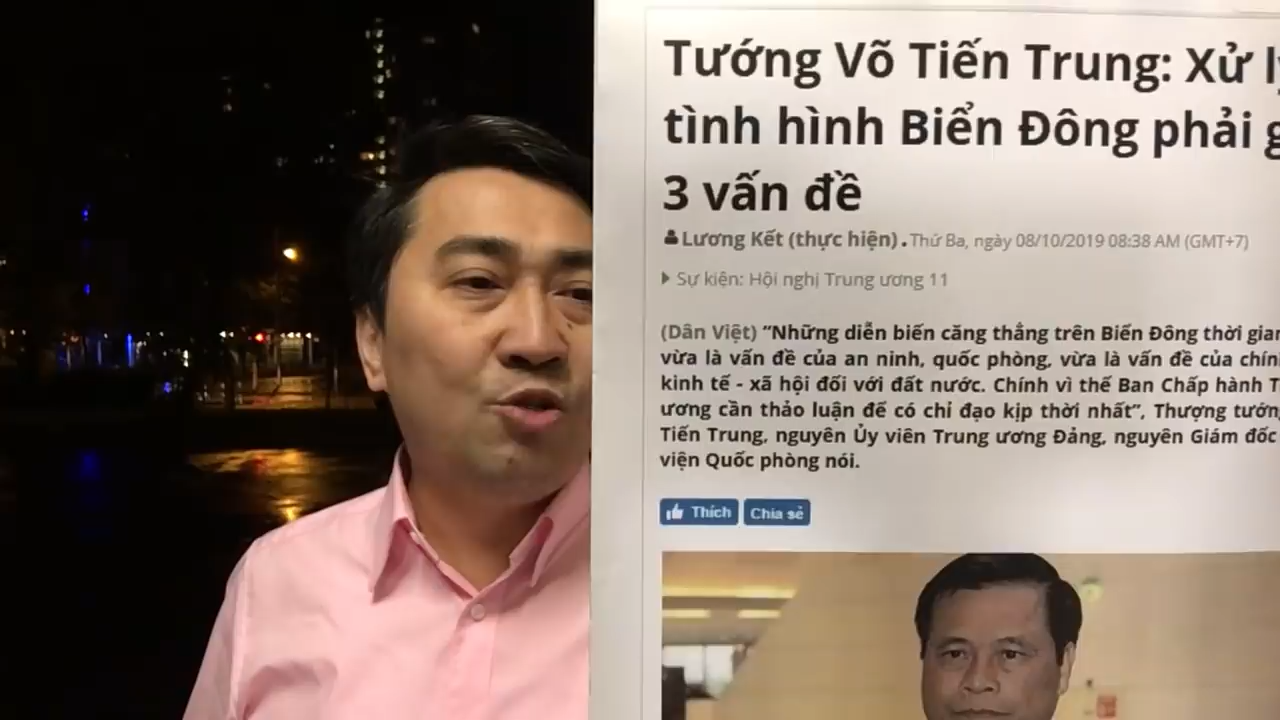 Tướng Võ Tiến Trung: Xử
tình hình Biển Đông phải
3 vấn đề
Lương Kết (thực hiện). Thứ Ba, ngày 08/10/2019 08:38 AM (GMT+7)
Sự kiện: Hội nghị Trung ương 11
(Dân Việt) “Những diễn biến căng thẳng trên Biển Đông thời gian
vừa là vấn đề của an ninh, quốc phòng, vừa là vấn đề của
kinh tế - xã hội đối với đất nước. Chính vì thế Ban Chấp hành
ương cần thảo luận để có chỉ đạo kịp thời nhất”, Thượng tướng
Tiến Trung, nguyên Ủy viên Trung ương Đảng, nguyên Giám đốc
viện Quốc phòng nói.
Thích Chia sẻ